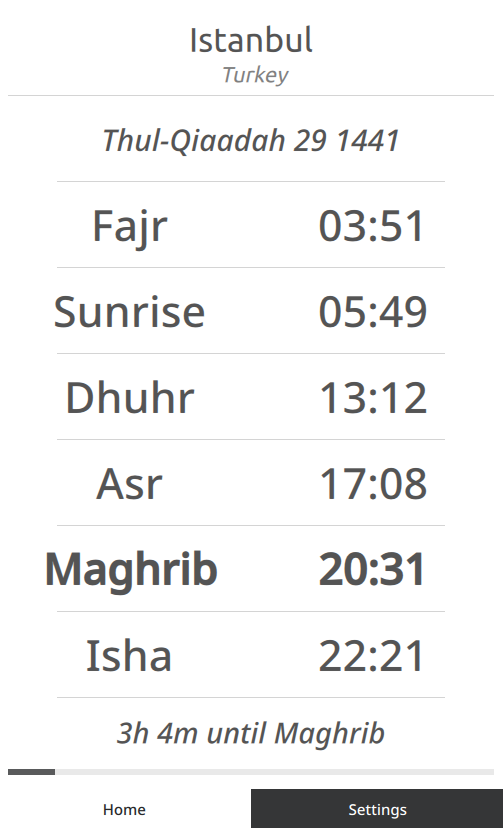 Istanbul
Turkey
Thul-Qiaadah 29 1441
Fajr 03:51
Sunrise 05:49
Dhuhr 13:12
Asr 17:08
Maghrib 20:31
Isha 22:21
3h 4m until Maghrib
Home Settings